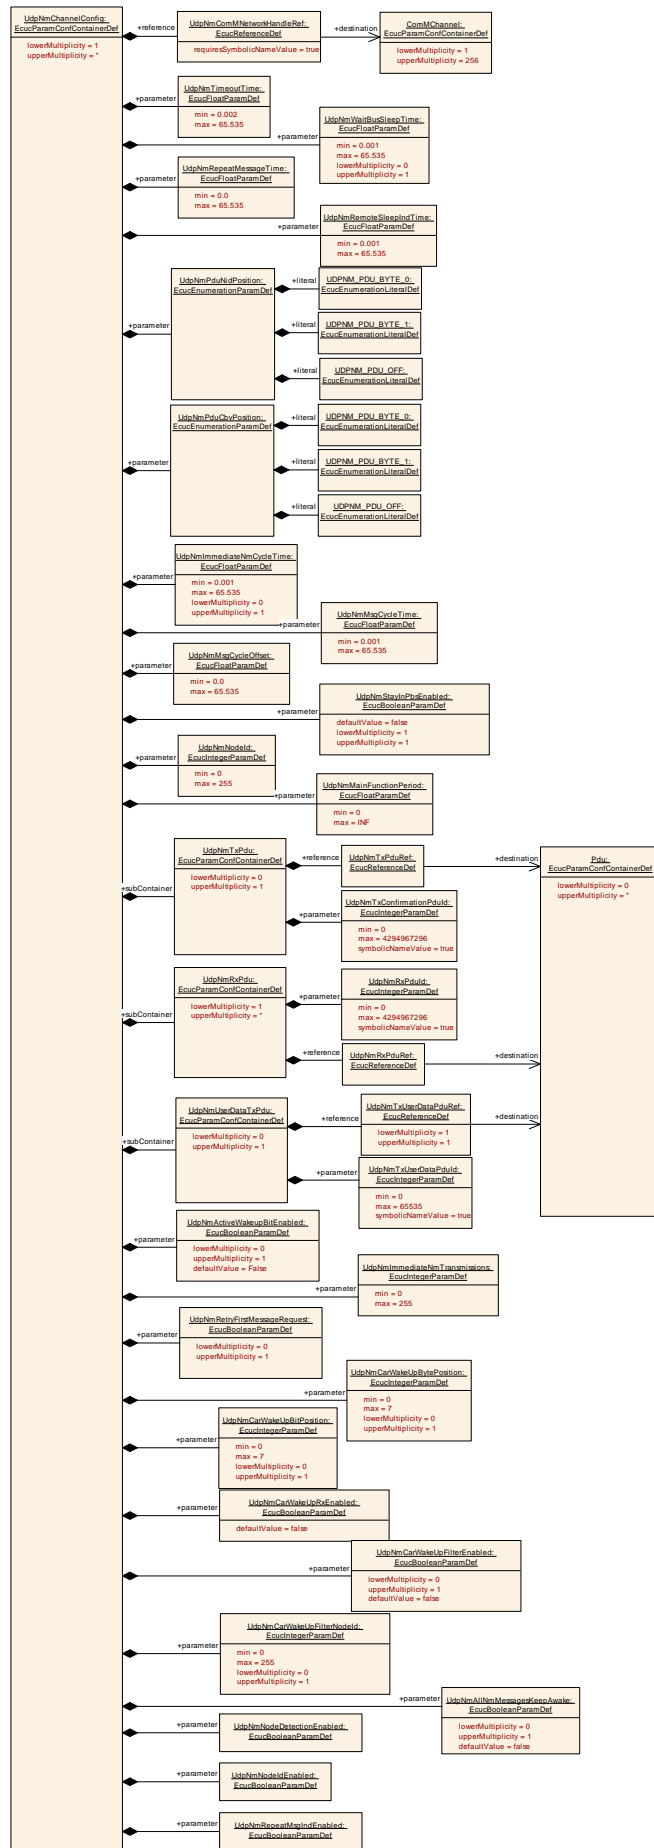 UdpNmChannelConfig:
EcucParamConfContainerDef
lowerMultiplicity = 1
upperMultiplicity = *
+reference
UdpNmComMNetworkHandleRef:
EcucReferenceDef
requiresSymbolicNameValue = true
+destination
ComMChannel:
EcucParamConfContainerDef
lowerMultiplicity = 1
upperMultiplicity = 256
+parameter
UdpNmTimeoutTime:
EcucFloatParamDef
min = 0.002
max = 65.535
+parameter
UdpNmWaitBusSleepTime:
EcucFloatParamDef
min = 0.001
max = 65.535
lowerMultiplicity = 0
upperMultiplicity = 1
+parameter
UdpNmRepeatMessageTime:
EcucFloatParamDef
min = 0.0
max = 65.535
+parameter
UdpNmRemoteSleepIndTime:
EcucFloatParamDef
min = 0.001
max = 65.535
+parameter
UdpNmPduNidPosition:
EcucEnumerationParamDef
+literal
UDPNM_PDU_BYTE_0:
EcucEnumerationLiteralDef
+literal
UDPNM_PDU_BYTE_1:
EcucEnumerationLiteralDef
+literal
UDPNM_PDU_OFF:
EcucEnumerationLiteralDef
+parameter
UdpNmPduCbvPosition:
EcucEnumerationParamDef
+literal
UDPNM_PDU_BYTE_0:
EcucEnumerationLiteralDef
+literal
UDPNM_PDU_BYTE_1:
EcucEnumerationLiteralDef
+literal
UDPNM_PDU_OFF:
EcucEnumerationLiteralDef
+parameter
UdpNmImmediateNmCycleTime:
EcucFloatParamDef
min = 0.001
max = 65.535
lowerMultiplicity = 0
upperMultiplicity = 1
+parameter
UdpNmMsgCycleTime:
EcucFloatParamDef
min = 0.001
max = 65.535
+parameter
UdpNmMsgCycleOffset:
EcucFloatParamDef
min = 0.0
max = 65.535
+parameter
UdpNmStayInPbsEnabled:
EcucBooleanParamDef
defaultValue = false
lowerMultiplicity = 1
upperMultiplicity = 1
+parameter
UdpNmNodeId:
EcucIntegerParamDef
min = 0
max = 255
+parameter
UdpNmMainFunctionPeriod:
EcucFloatParamDef
min = 0
max = INF
+subContainer
UdpNmTxPdu:
EcucParamConfContainerDef
lowerMultiplicity = 0
upperMultiplicity = 1
+reference
UdpNmTxPduRef:
EcucReferenceDef
+destination
Pdu:
EcucParamConfContainerDef
lowerMultiplicity = 0
upperMultiplicity = *
+parameter
UdpNmTxConfirmationPduId:
EcucIntegerParamDef
min = 0
max = 4294967296
symbolicNameValue = true
+subContainer
UdpNmRxPdu:
EcucParamConfContainerDef
lowerMultiplicity = 1
upperMultiplicity = *
+parameter
UdpNmRxPduId:
EcucIntegerParamDef
min = 0
max = 4294967296
symbolicNameValue = true
+reference
UdpNmRxPduRef:
EcucReferenceDef
+destination
+subContainer
UdpNmUserDataTxPdu:
EcucParamConfContainerDef
lowerMultiplicity = 0
upperMultiplicity = 1
+reference
UdpNmTxUserDataPduRef:
EcucReferenceDef
lowerMultiplicity = 1
upperMultiplicity = 1
+destination
+parameter
UdpNmTxUserDataPduId:
EcucIntegerParamDef
min = 0
max = 65535
symbolicNameValue = true
+parameter
UdpNmActiveWakeupBitEnabled:
EcucBooleanParamDef
lowerMultiplicity = 0
upperMultiplicity = 1
defaultValue = False
+parameter
UdpNmImmediateNmTransmissions:
EcucIntegerParamDef
min = 0
max = 255
+parameter
UdpNmRetryFirstMessageRequest:
EcucBooleanParamDef
lowerMultiplicity = 0
upperMultiplicity = 1
+parameter
UdpNmCarWakeUpBytePosition:
EcucIntegerParamDef
min = 0
max = 7
lowerMultiplicity = 0
upperMultiplicity = 1
+parameter
UdpNmCarWakeUpBitPosition:
EcucIntegerParamDef
min = 0
max = 7
lowerMultiplicity = 0
upperMultiplicity = 1
+parameter
UdpNmCarWakeUpRxEnabled:
EcucBooleanParamDef
defaultValue = false
+parameter
UdpNmCarWakeUpFilterEnabled:
EcucBooleanParamDef
lowerMultiplicity = 0
upperMultiplicity = 1
defaultValue = false
+parameter
UdpNmCarWakeUpFilterNodeId:
EcucIntegerParamDef
min = 0
max = 255
lowerMultiplicity = 0
upperMultiplicity = 1
+parameter
UdpNmAllNmMessagesKeepAwake:
EcucBooleanParamDef
lowerMultiplicity = 0
upperMultiplicity = 1
defaultValue = false
+parameter
UdpNmNodeDetectionEnabled:
EcucBooleanParamDef
+parameter
UdpNmNodeIdEnabled:
EcucBooleanParamDef
+parameter
UdpNmRepeatMsgIndEnabled:
EcucBooleanParamDef